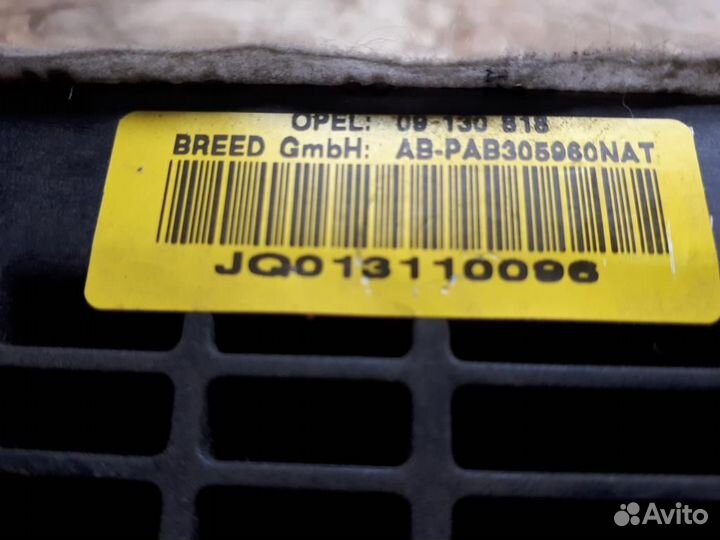 OPEL: 09-130 818
BREED GmbH: AB-PAB305960NAT
JQ013110096
Avito